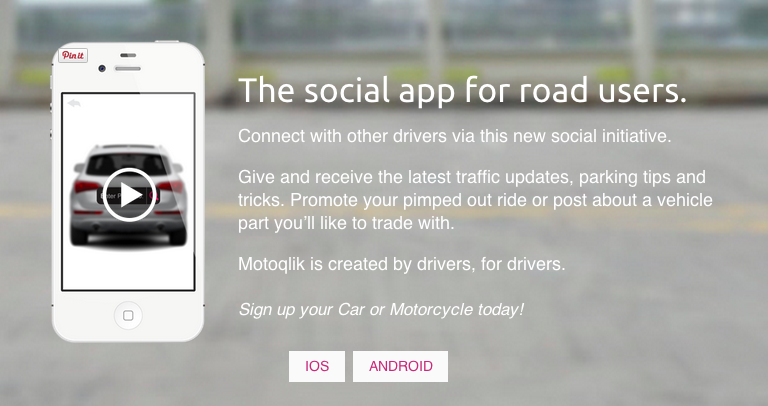 Pin it
The social app for road users.
Connect with other drivers via this new social initiative.
Give and receive the latest traffic updates, parking tips and
tricks. Promote your pimped out ride or post about a vehicle
part you'll like to trade with.
Motoqlik is created by drivers, for drivers.
Sign up your Car or Motorcycle today!
IOS
ANDROID